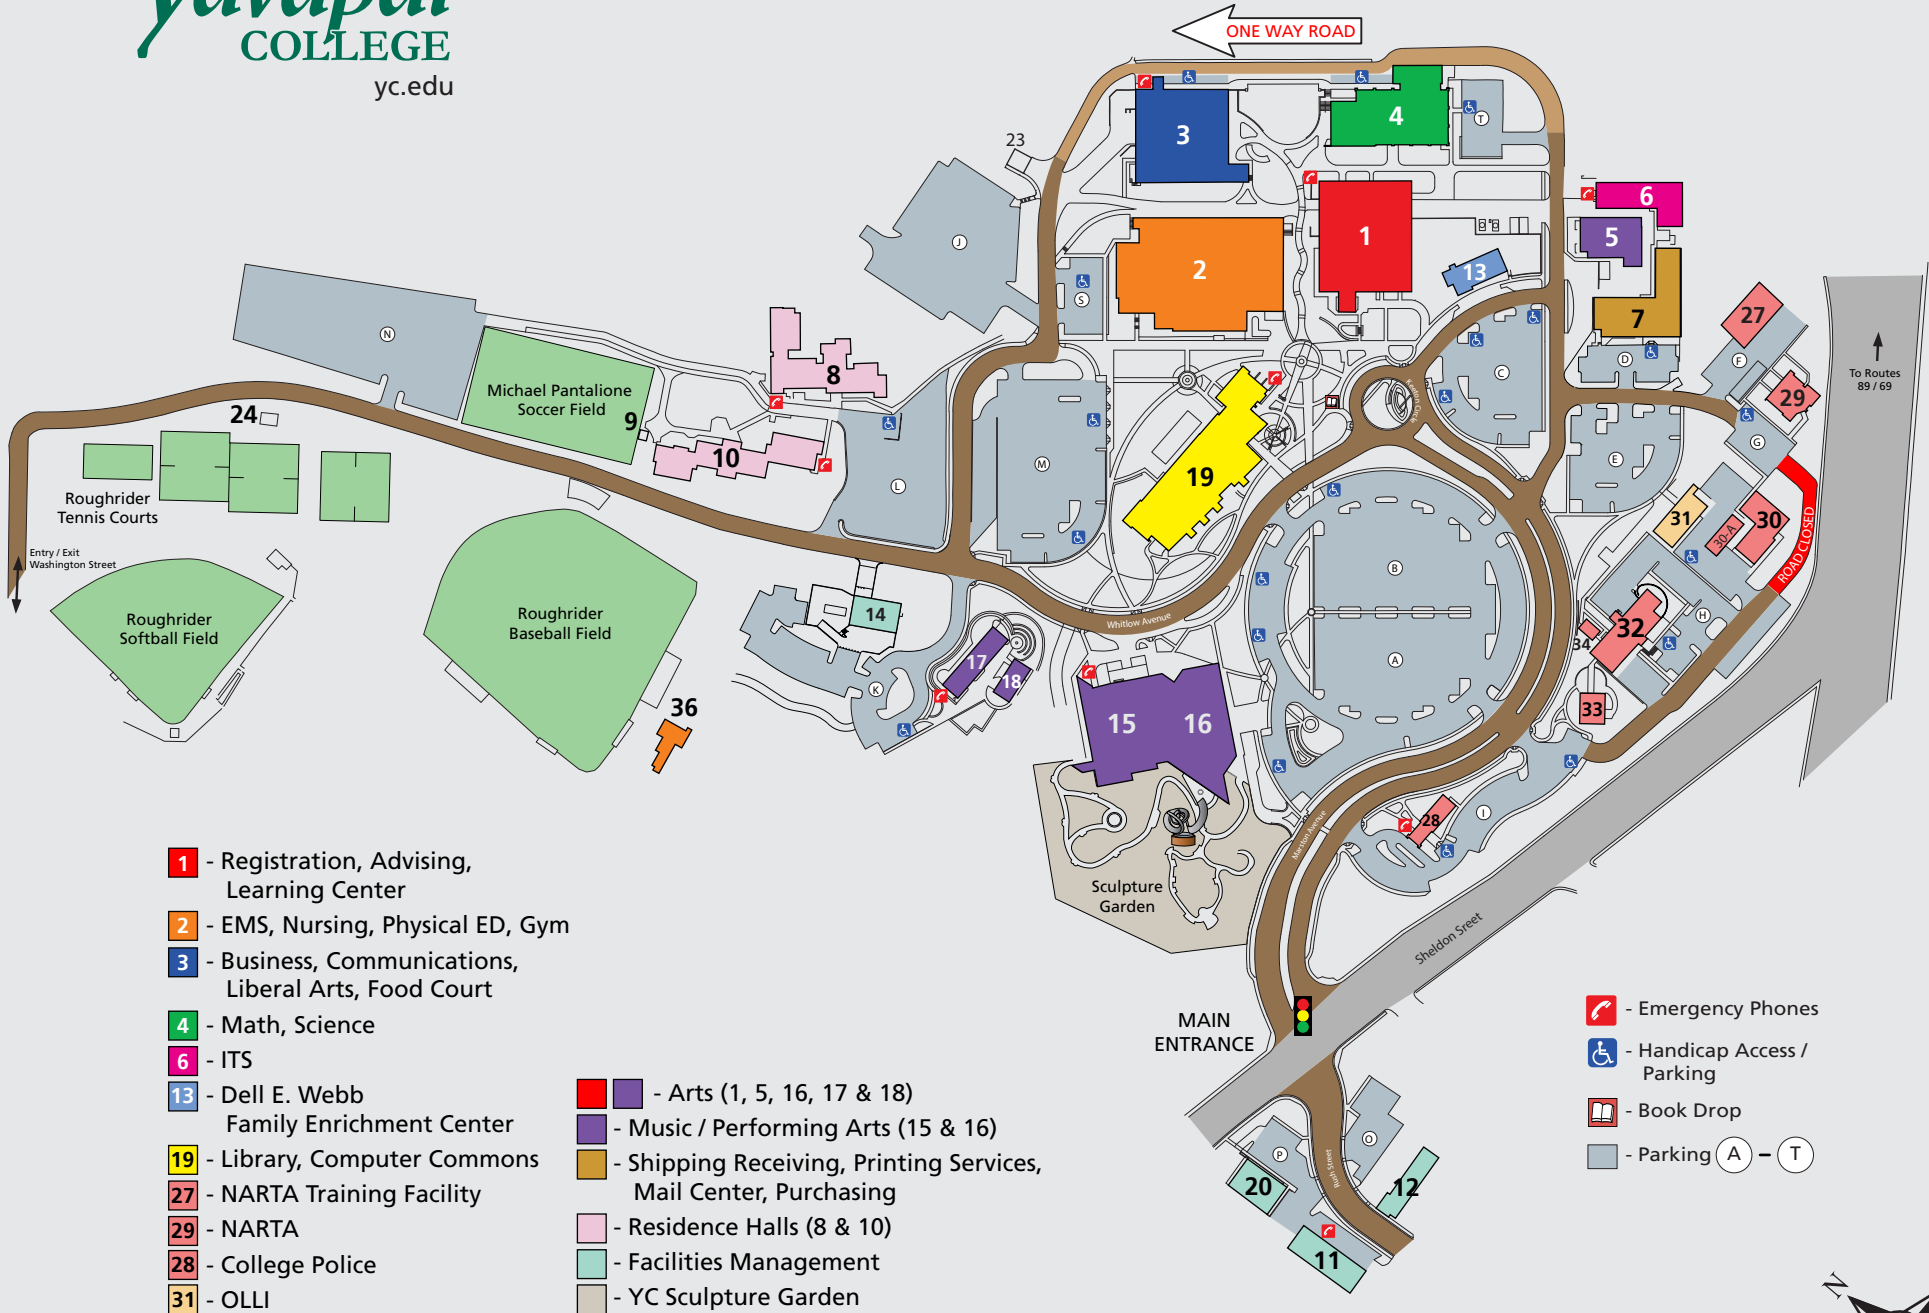 yavapai
COLLEGE
yc.edu
ONE WAY ROAD
3
4
T
23
6
1
5
J
2
13
S
7
27
N
D
F
To Routes
89 / 69
8
C
Michael Pantalione
Soccer Field
9
29
24
G
10
M
19
E
L
Roughrider
Tennis Courts
31
30
30-A
ROAD CLOSED
Entry / Exit
Washington Street
B
14
Roughrider
Softball Field
Roughrider
Baseball Field
Whitlow Avenue
H
32
34
17
18
A
K
33
36
15
16
28
I
Marston Avenue
Sculpture
Garden
Sheldon Sreet
MAIN
ENTRANCE
O
P
Rush Street
20
12
11
1 - Registration, Advising,
Learning Center
2 - EMS, Nursing, Physical ED, Gym
3 - Business, Communications,
Liberal Arts, Food Court
4 - Math, Science
6 - ITS
13 - Dell E. Webb
Family Enrichment Center
19 - Library, Computer Commons
27 - NARTA Training Facility
29 - NARTA
28 - College Police
31 - OLLI
- Arts (1, 5, 16, 17 & 18)
- Music / Performing Arts (15 & 16)
- Shipping Receiving, Printing Services,
Mail Center, Purchasing
- Residence Halls (8 & 10)
- Facilities Management
- YC Sculpture Garden
- Emergency Phones
- Handicap Access /
Parking
- Book Drop
- Parking A – T
N